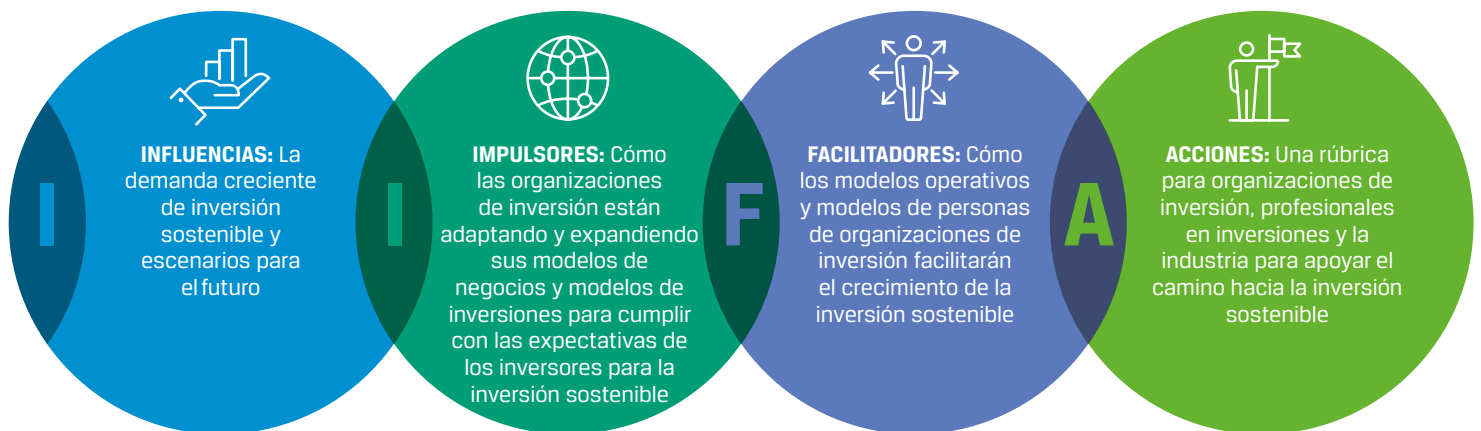 I
INFLUENCIAS: La
demanda creciente
de inversión
sostenible y
escenarios para
el futuro
I
IMPULSORES: Cómo
las organizaciones
de inversión están
adaptando y expandiendo
sus modelos de
negocios y modelos de
inversiones para cumplir
con las expectativas de
los inversores para la
inversión sostenible
F
FACILITADORES: Cómo
los modelos operativos
y modelos de personas
de organizaciones de
inversión facilitarán
el crecimiento de la
inversión sostenible
A
ACCIONES: Una rúbrica
para organizaciones de
inversión, profesionales
en inversiones y la
industria para apoyar el
camino hacia la inversión
sostenible